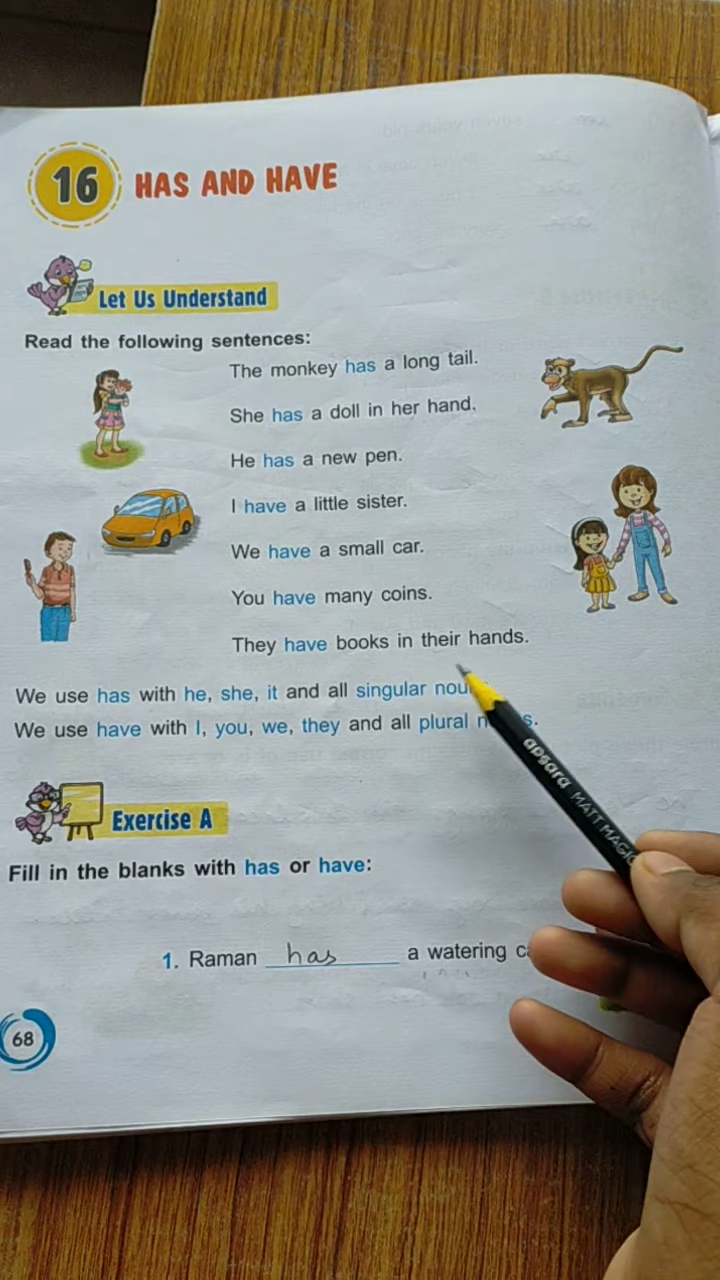 16 HAS AND HAVE
Let Us Understand
Read the following sentences:
The monkey has a long tail.
She has a doll in her hand.
He has a new pen.
I have a little sister.
We have a small car.
You have many coins.
They have books in their hands.
We use has with he, she, it and all singular
We use have with I, you, we, they and all plural
apsara MATT MAGIC
Exercise A
Fill in the blanks with has or have:
1. Raman has a watering
68